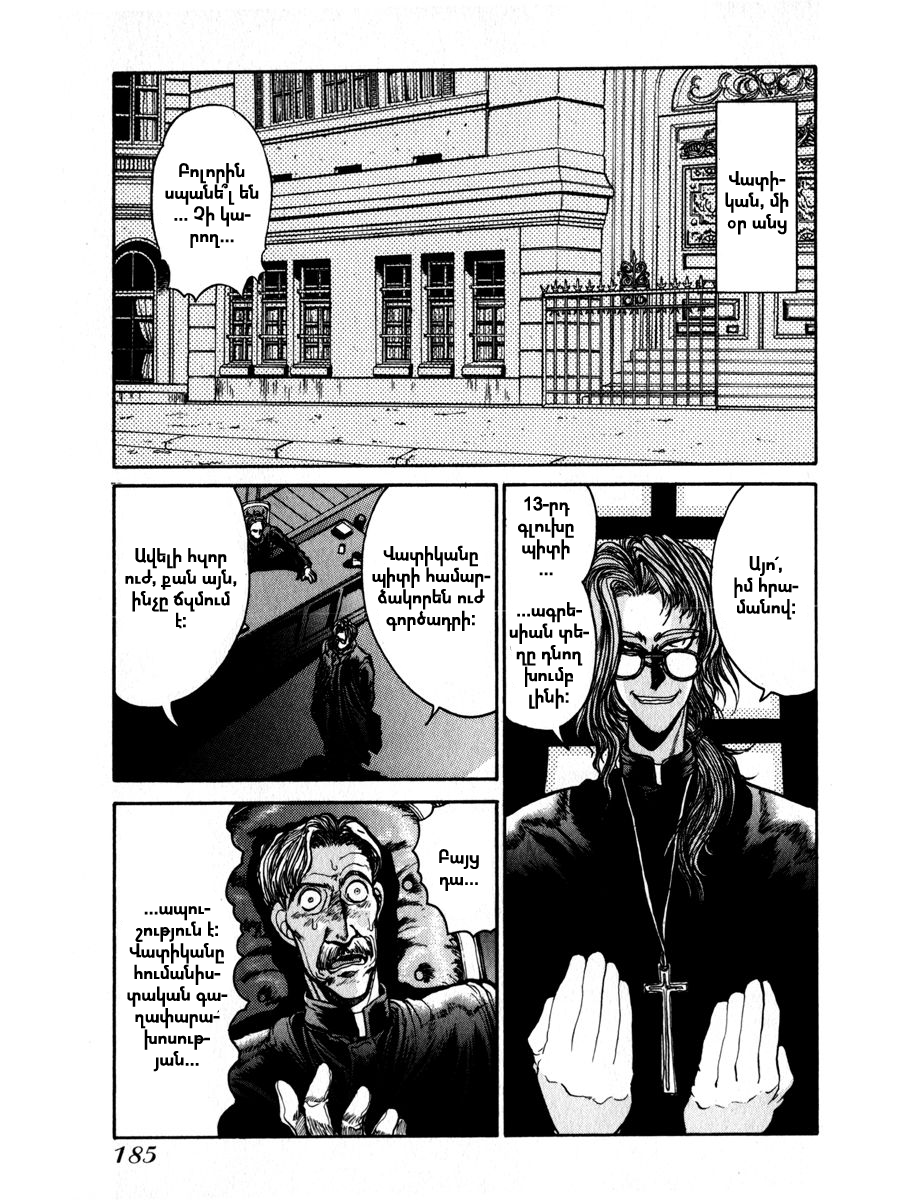 Վատի-
կան, մի
օր անց
Բոլորին
սպանե՞լ են
... Չի կա-
րող...
Այո՛,
իմ հրա-
մանով:
13-րդ
գլուխը
պիտի
...
...ագրե-
սիան տե-
ղը դնող
խումբ
լինի:
Վատիկանը
պիտի համար-
ձակորեն ուժ
գործադրի:
Ավելի հզոր
ուժ, քան այն,
ինչը ճզմում
է:
Բայց
դա...
...ապու-
շություն է:
Վատիկանը
հումանիս-
տական գա-
ղափարա-
խոսութ-
յան...
185